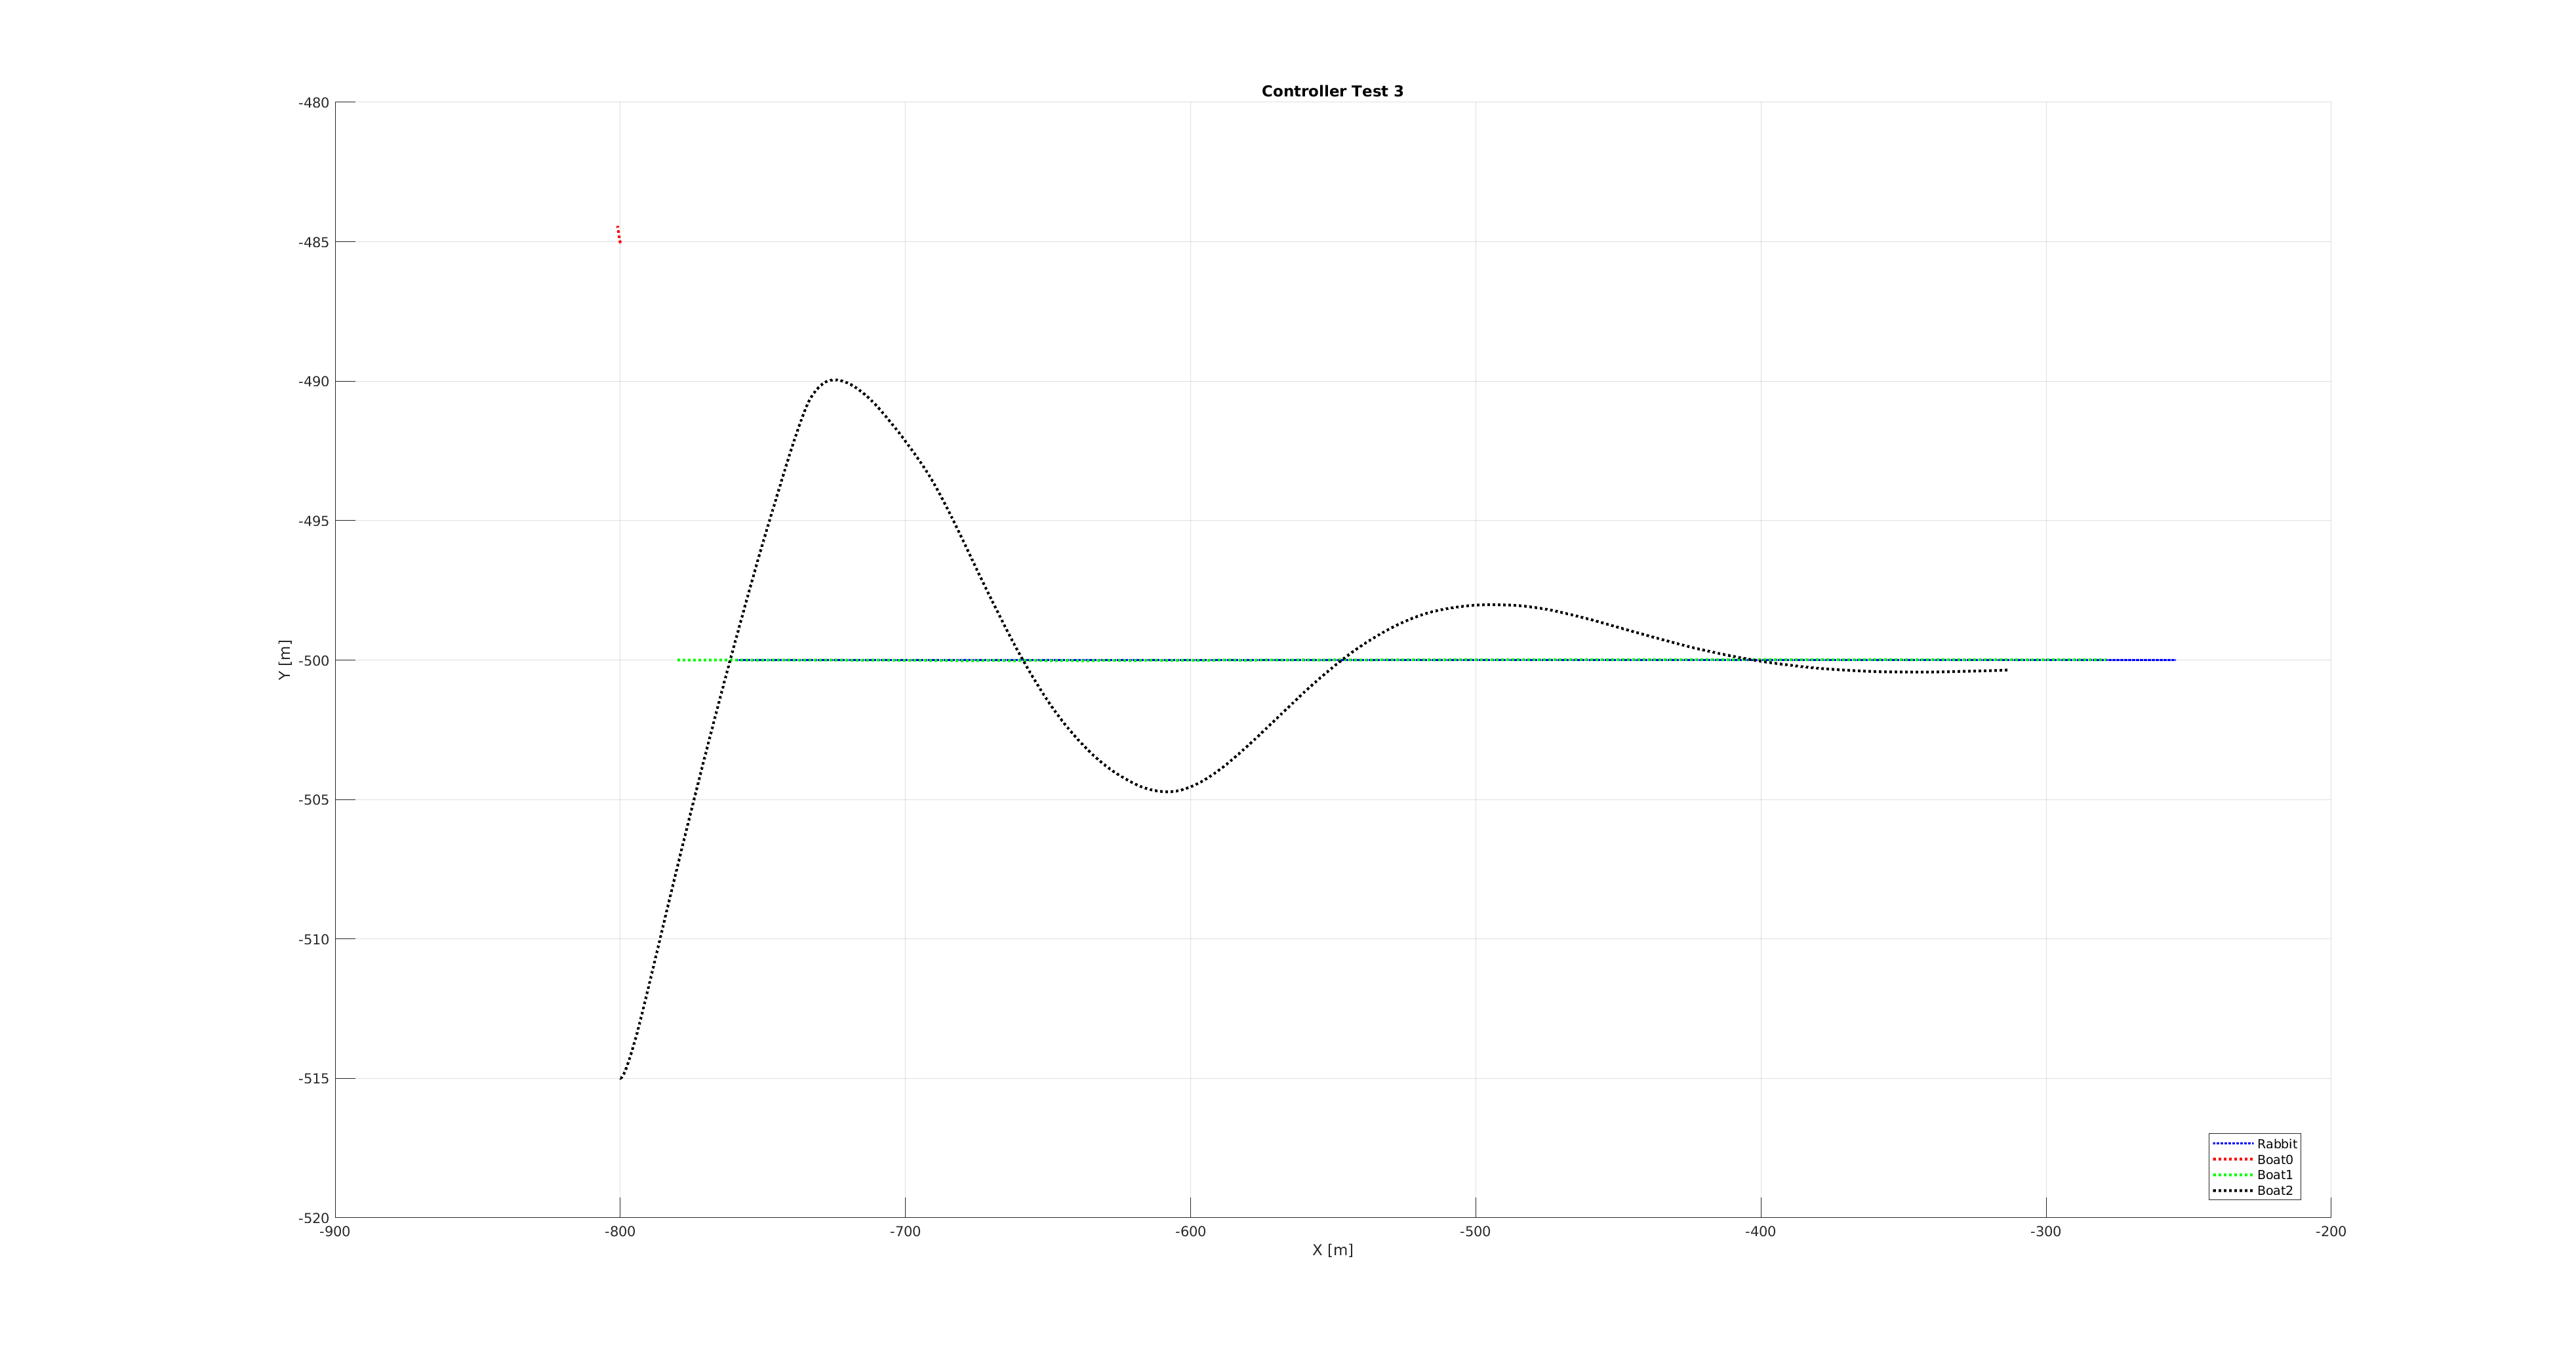 Controller Test 3
-480
-485
-490
-495
-500
-505
-510
-515
-520
Y [m]
-900 -800 -700 -600 -500 -400 -300 -200
X [m]
Rabbit
Boat0
Boat1
Boat2